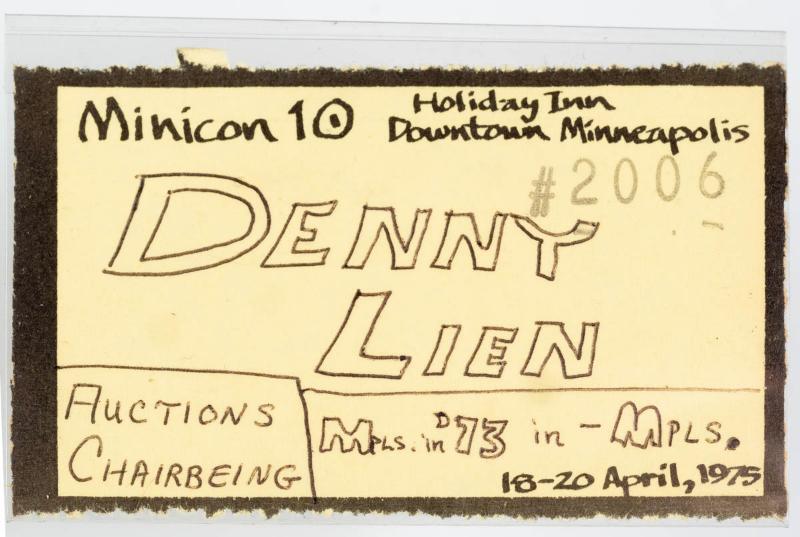 Minicon 10
Holiday Inn
Downtown Minneapolis
#2006
DENNY
LIEN
AUCTIONS
CHAIRBEING
MPLS. in '73 in - MPLS.
18-20 April, 1975